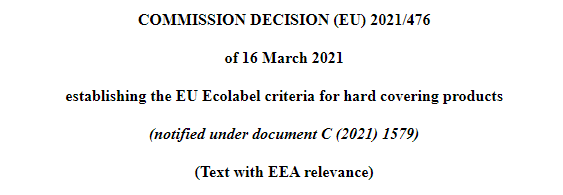 COMMISSION DECISION (EU) 2021/476
of 16 March 2021
establishing the EU Ecolabel criteria for hard covering products
(notified under document C (2021) 1579)
(Text with EEA relevance)